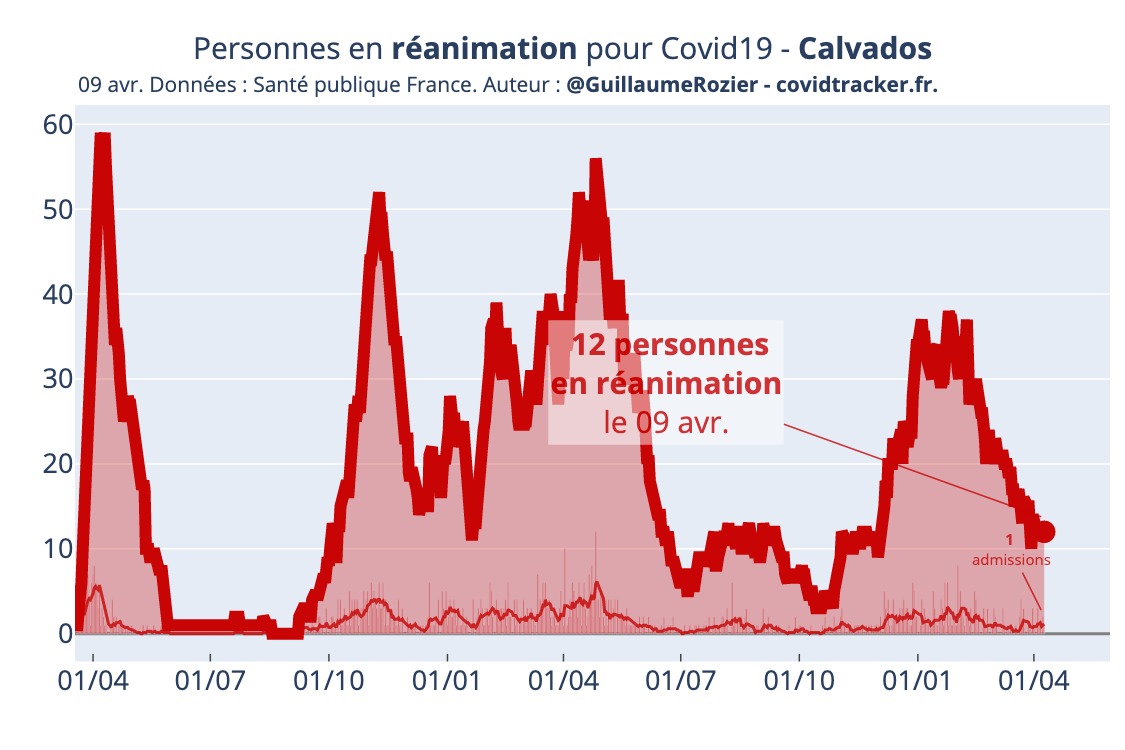 Personnes en réanimation pour Covid19 - Calvados
09 avr. Données : Santé publique France. Auteur : @GuillaumeRozier - covidtracker.fr.
60
50
40
30
20
10
0
12 personnes
en réanimation
le 09 avr.
1
admissions
01/04 01/07 01/10 01/01 01/04 01/07 01/10 01/01 01/04